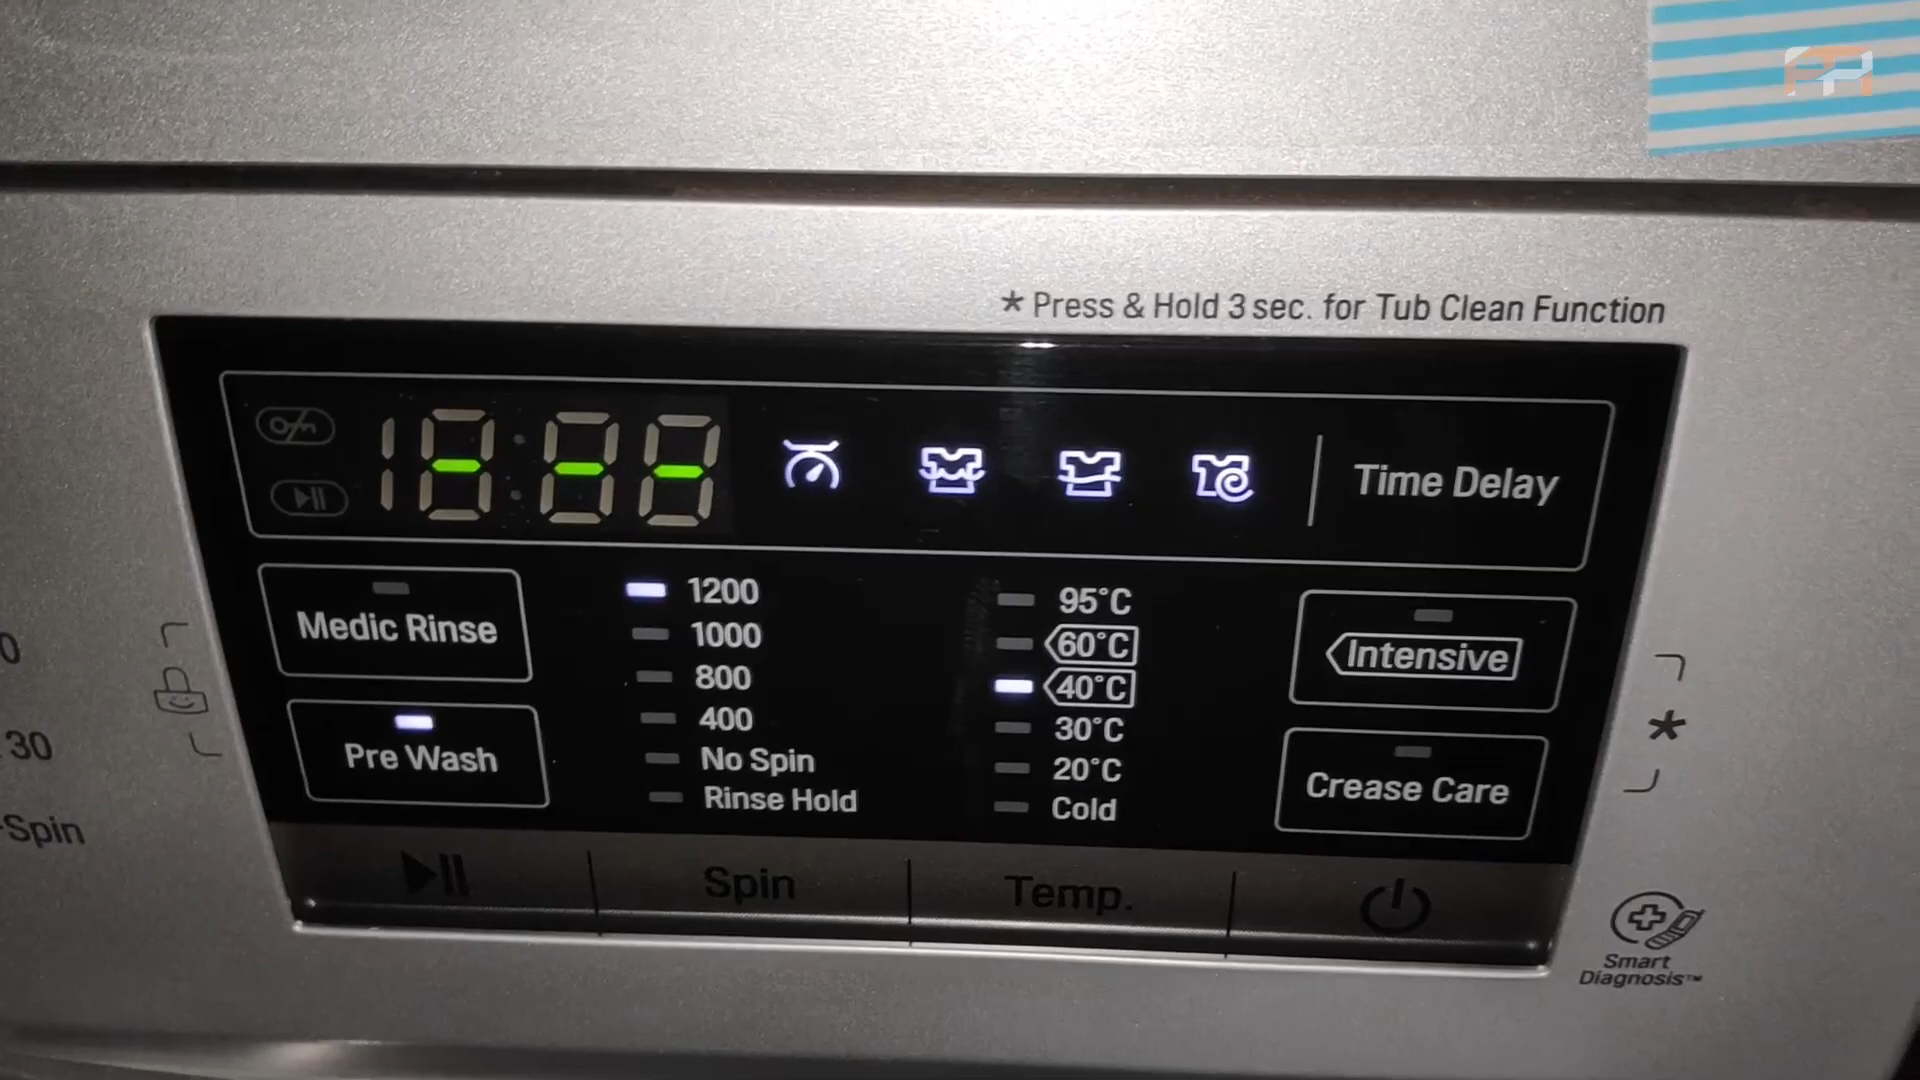 * Press & Hold 3 sec. for Tub Clean Function
- - -
Time Delay
Medic Rinse
Pre Wash
1200
1000
800
400
No Spin
Rinse Hold
95°C
60°C
40°C
30°C
20°C
Cold
Intensive
Crease Care
*
Spin
Temp.
Smart
Diagnosis™
0
30
Spin